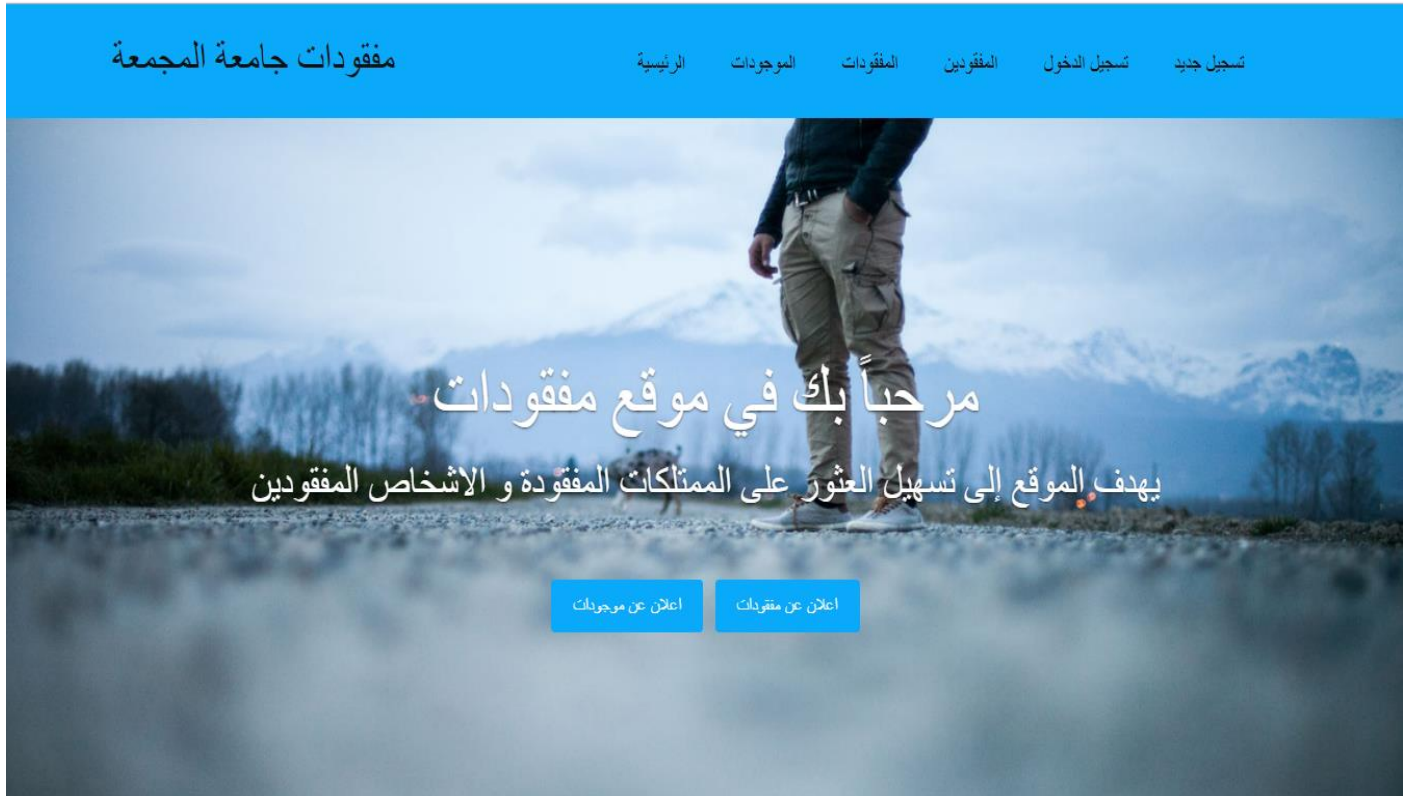 مفقودات جامعة المجمعة
الرئيسية الموجودات المفقودات المفقودين تسجيل الدخول تسجيل جديد
مرحباً بك في موقع مفقودات
يهدف الموقع إلى تسهيل العثور على الممتلكات المفقودة و الاشخاص المفقودين
اعلان عن مفقودات
اعلان عن موجودات